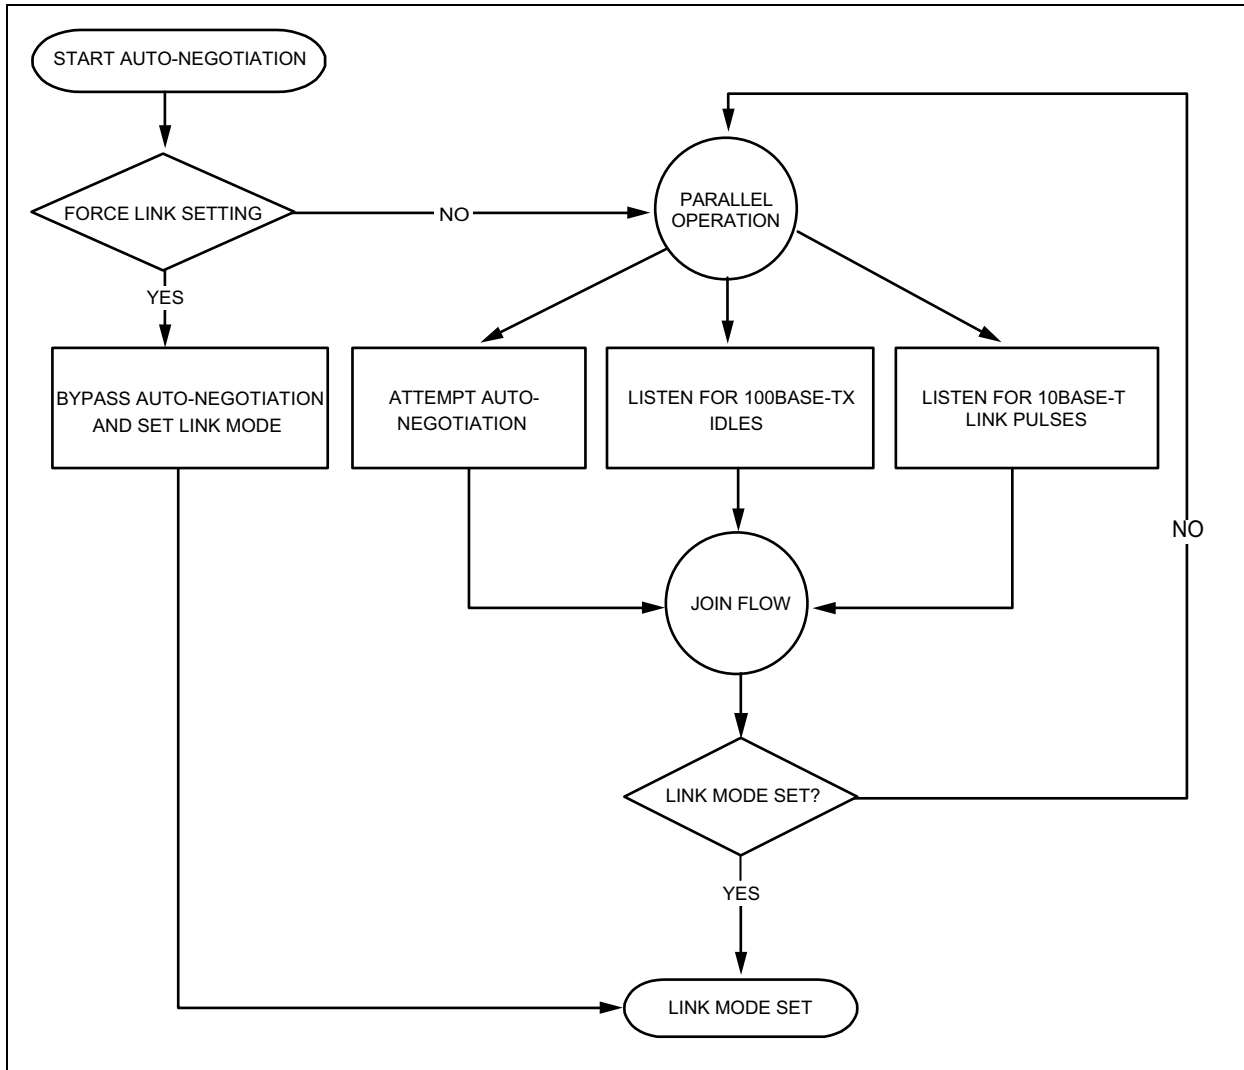 START AUTO-NEGOTIATION
FORCE LINK SETTING
NO
PARALLEL
OPERATION
YES
BYPASS AUTO-NEGOTIATION
AND SET LINK MODE
ATTEMPT AUTO-
NEGOTIATION
LISTEN FOR 100BASE-TX
IDLES
LISTEN FOR 10BASE-T
LINK PULSES
NO
JOIN FLOW
LINK MODE SET?
YES
LINK MODE SET